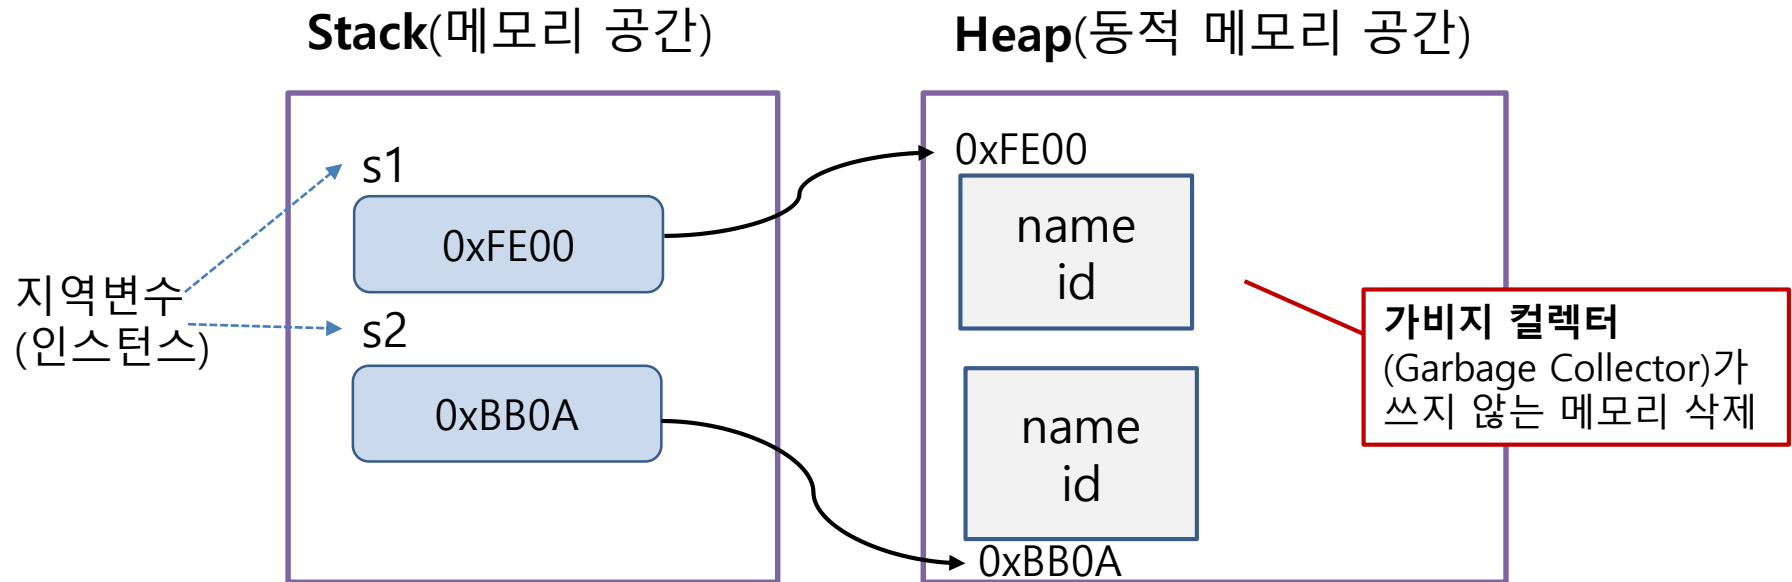 Stack(메모리 공간)
Heap(동적 메모리 공간)
s1
0xFE00
지역변수
(인스턴스)
s2
0xBB0A
0xFE00
name
id
name
id
0xBB0A
가비지 컬렉터
(Garbage Collector)가
쓰지 않는 메모리 삭제